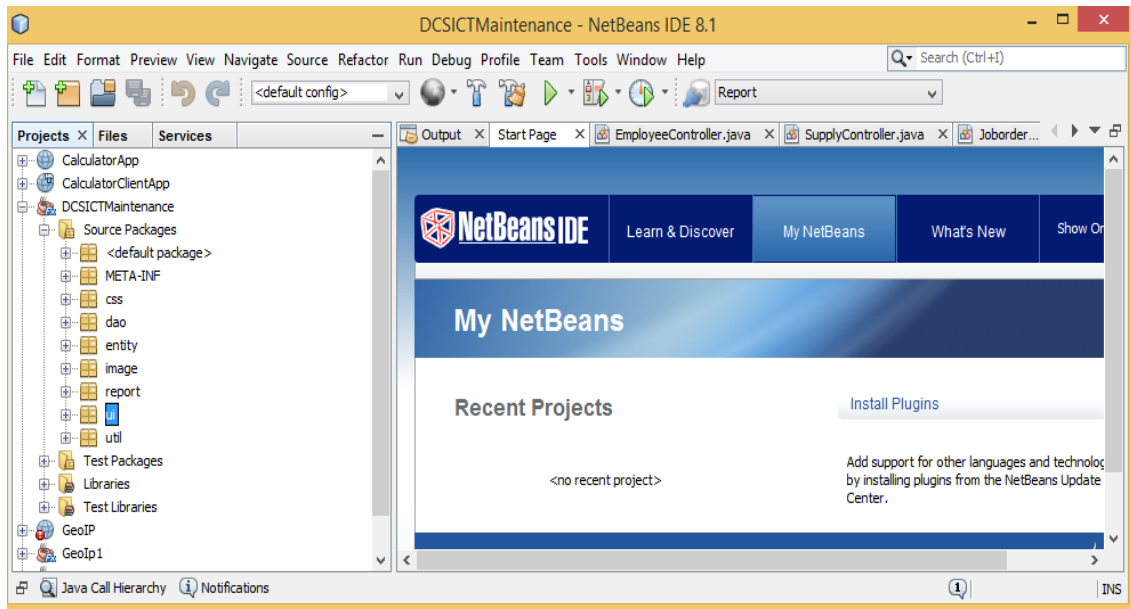 DCSICTMaintenance - NetBeans IDE 8.1
File Edit Format Preview View Navigate Source Refactor Run Debug Profile Team Tools Window Help
Search (Ctrl+I)
<default config>
Report
Projects Files Services
Output Start Page EmployeeController.java SupplyController.java Joborder...
CalculatorApp
CalculatorClientApp
DCSICTMaintenance
Source Packages
<default package>
META-INF
css
dao
entity
image
report
ui
util
Test Packages
Libraries
Test Libraries
GeoIP
GeoIp1
NetBeans IDE
Learn & Discover
My NetBeans
What's New
Show On
My NetBeans
Recent Projects
<no recent project>
Install Plugins
Add support for other languages and technolog
by installing plugins from the NetBeans Update
Center.
Java Call Hierarchy Notifications
1
INS